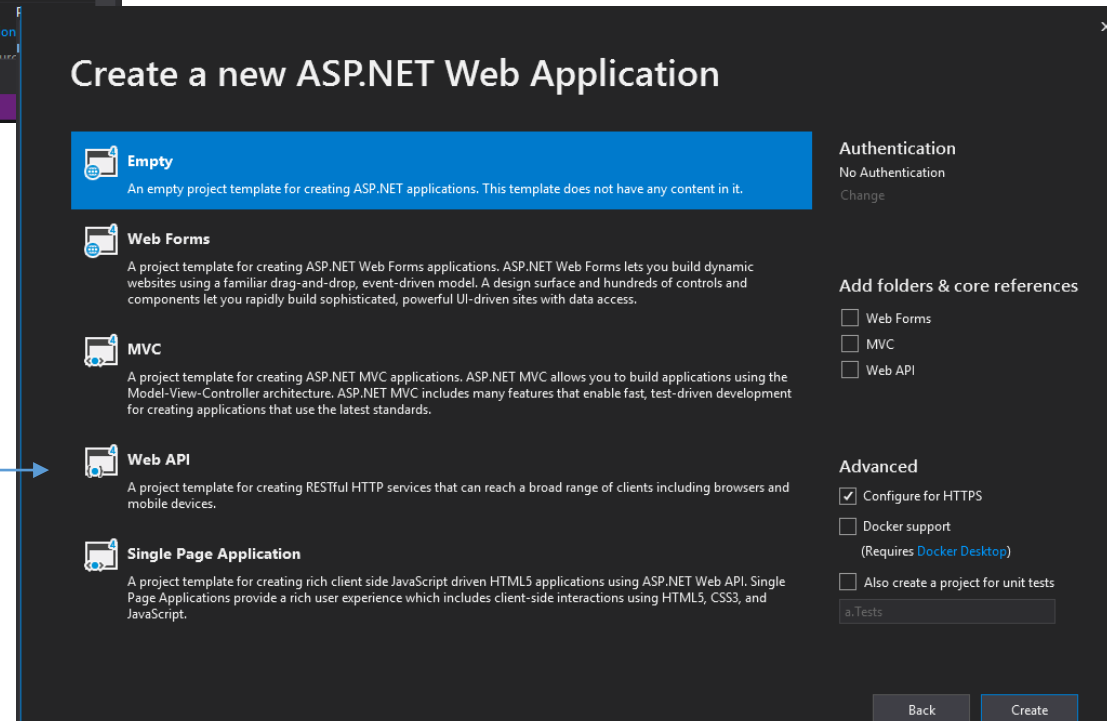 on
Create a new ASP.NET Web Application
Empty
An empty project template for creating ASP.NET applications. This template does not have any content in it.
Web Forms
A project template for creating ASP.NET Web Forms applications. ASP.NET Web Forms lets you build dynamic
websites using a familiar drag-and-drop, event-driven model. A design surface and hundreds of controls and
components let you rapidly build sophisticated, powerful UI-driven sites with data access.
MVC
A project template for creating ASP.NET MVC applications. ASP.NET MVC allows you to build applications using the
Model-View-Controller architecture. ASP.NET MVC includes many features that enable fast, test-driven development
for creating applications that use the latest standards.
Web API
A project template for creating RESTful HTTP services that can reach a broad range of clients including browsers and
mobile devices.
Single Page Application
A project template for creating rich client side JavaScript driven HTML5 applications using ASP.NET Web API. Single
Page Applications provide a rich user experience which includes client-side interactions using HTML5, CSS3, and
JavaScript.
Authentication
No Authentication
Change
Add folders & core references
Web Forms
MVC
Web API
Advanced
Configure for HTTPS
Docker support
(Requires Docker Desktop)
Also create a project for unit tests
a.Tests
Back
Create